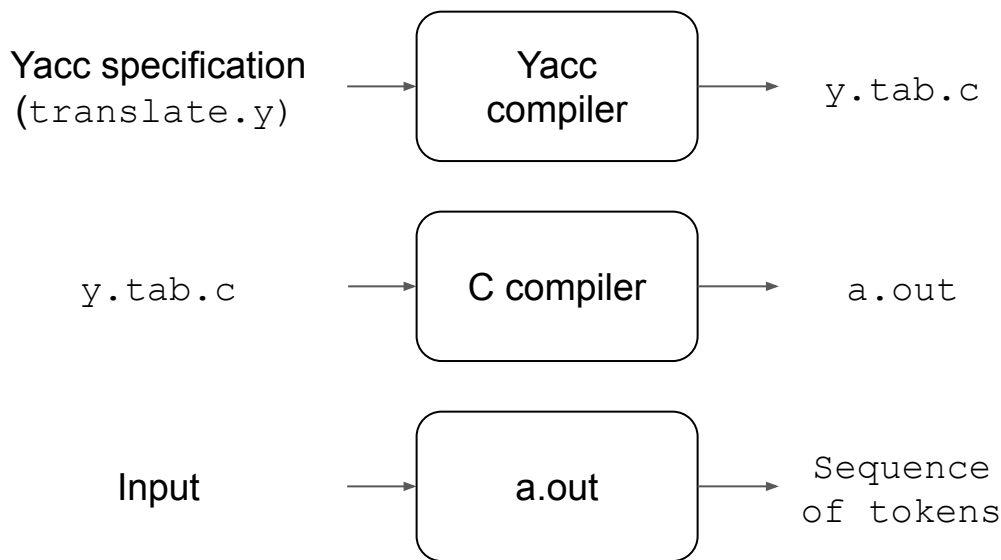 Yacc specification
(translate.y)
Yacc
compiler
y.tab.c
y.tab.c
C compiler
a.out
Input
a.out
Sequence
of tokens